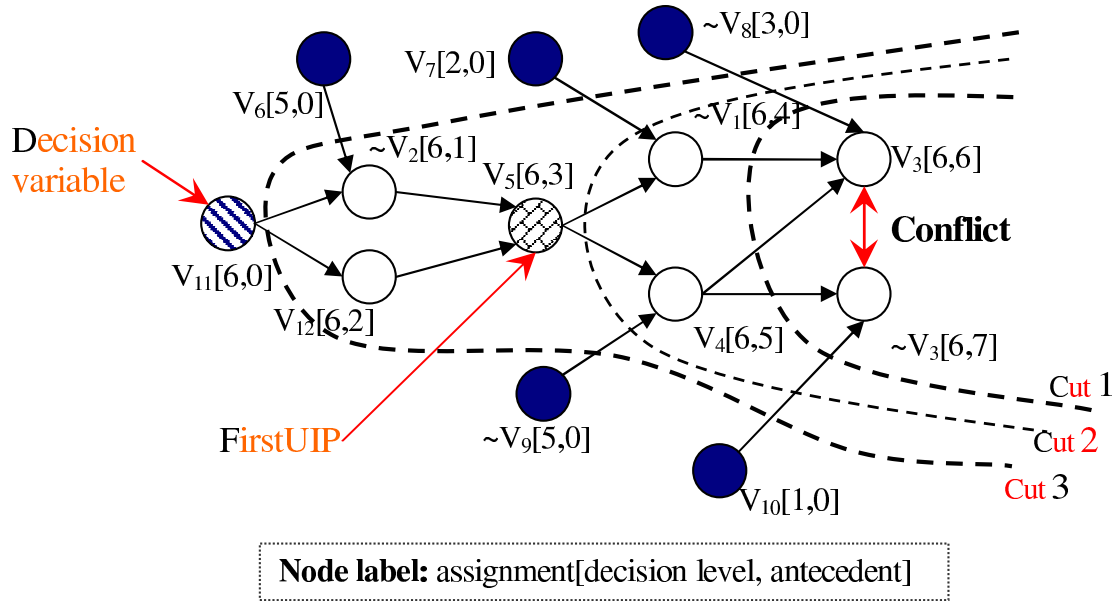 ~V8[3,0]
V7[2,0]
V6[5,0]
~V1[6,4]
Decision
variable
~V2[6,1]
V5[6,3]
V3[6,6]
Conflict
V11[6,0]
V12[6,2]
V4[6,5]
~V3[6,7]
Cut 1
FirstUIP
~V9[5,0]
Cut 2
Cut 3
V10[1,0]
Node label: assignment[decision level, antecedent]